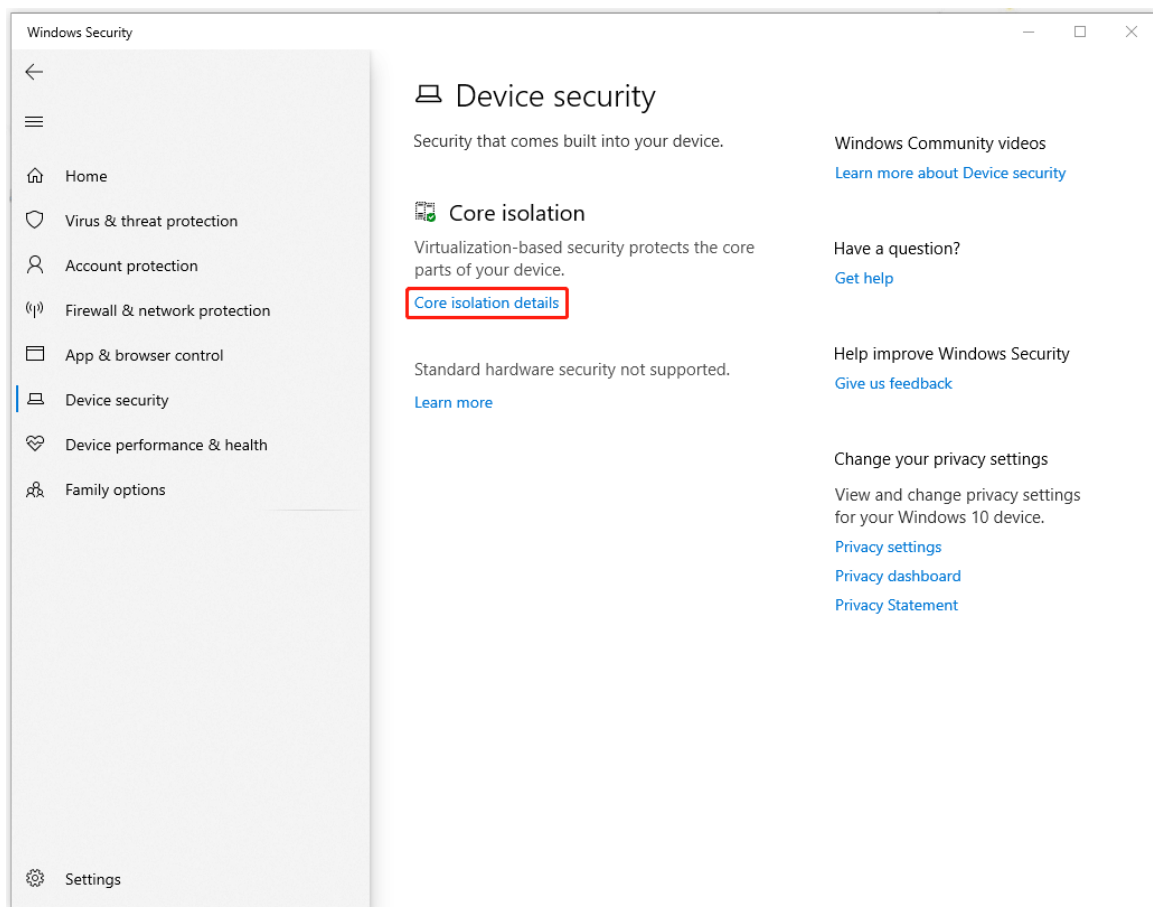 Windows Security
Home
Virus & threat protection
Account protection
Firewall & network protection
App & browser control
Device security
Device performance & health
Family options
Settings
Device security
Security that comes built into your device.
Core isolation
Virtualization-based security protects the core
parts of your device.
Core isolation details
Standard hardware security not supported.
Learn more
Windows Community videos
Learn more about Device security
Have a question?
Get help
Help improve Windows Security
Give us feedback
Change your privacy settings
View and change privacy settings
for your Windows 10 device.
Privacy settings
Privacy dashboard
Privacy Statement